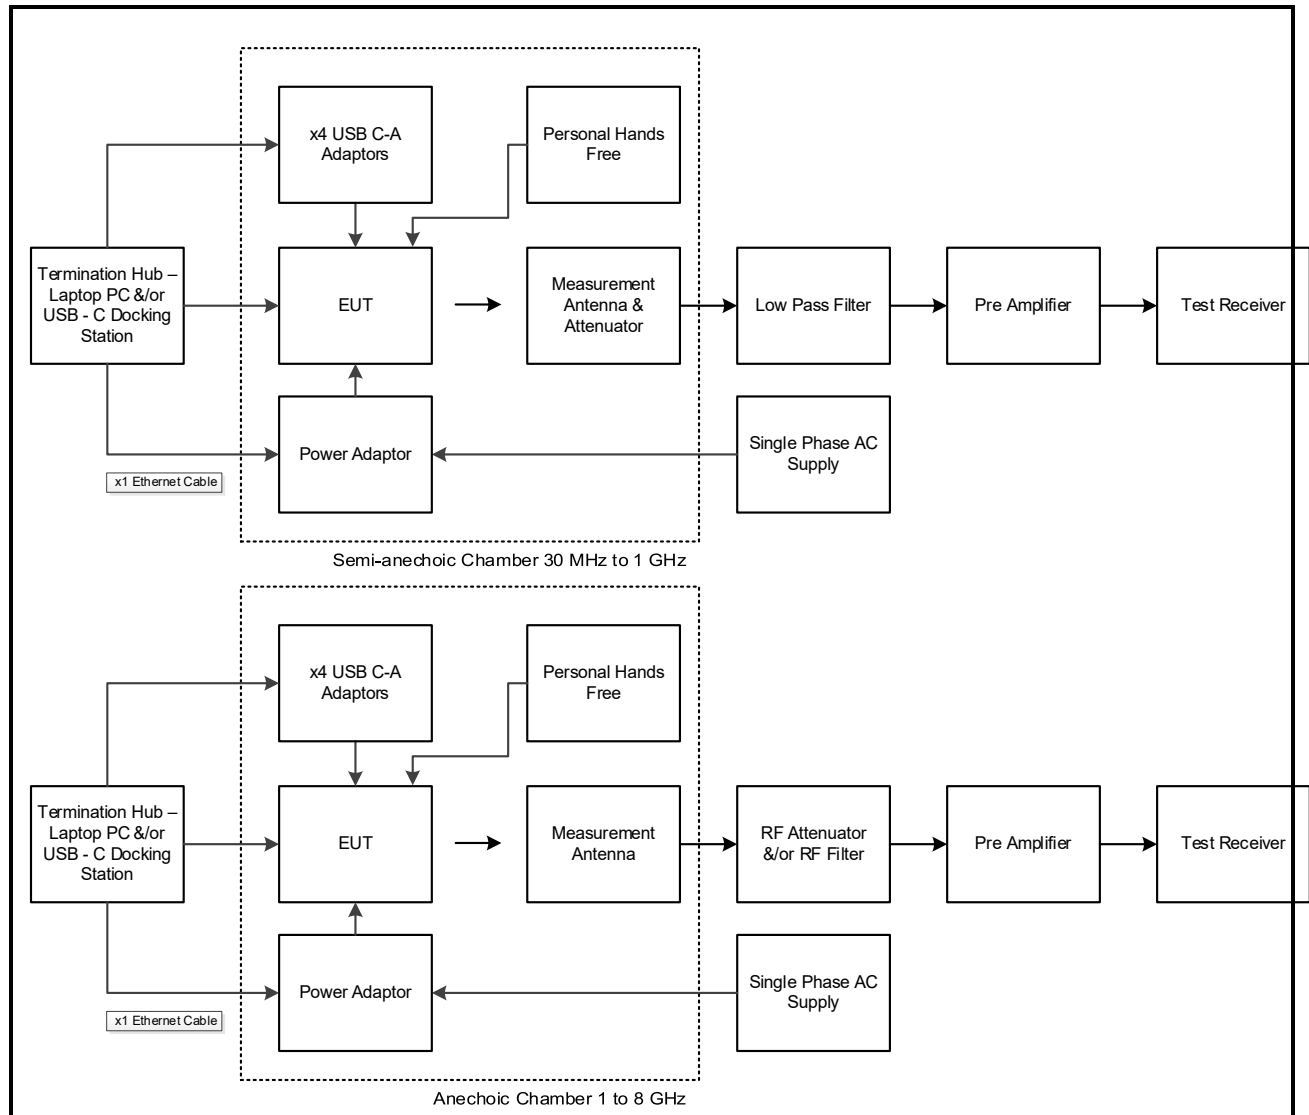 x4 USB C-A
Adaptors
Personal Hands
Free
Termination Hub –
Laptop PC &/or
USB - C Docking
Station
EUT
Measurement
Antenna &
Attenuator
Low Pass Filter
Pre Amplifier
Test Receiver
Power Adaptor
Single Phase AC
Supply
x1 Ethernet Cable
Semi-anechoic Chamber 30 MHz to 1 GHz
x4 USB C-A
Adaptors
Personal Hands
Free
Termination Hub –
Laptop PC &/or
USB - C Docking
Station
EUT
Measurement
Antenna
RF Attenuator
&/or RF Filter
Pre Amplifier
Test Receiver
Power Adaptor
Single Phase AC
Supply
x1 Ethernet Cable
Anechoic Chamber 1 to 8 GHz